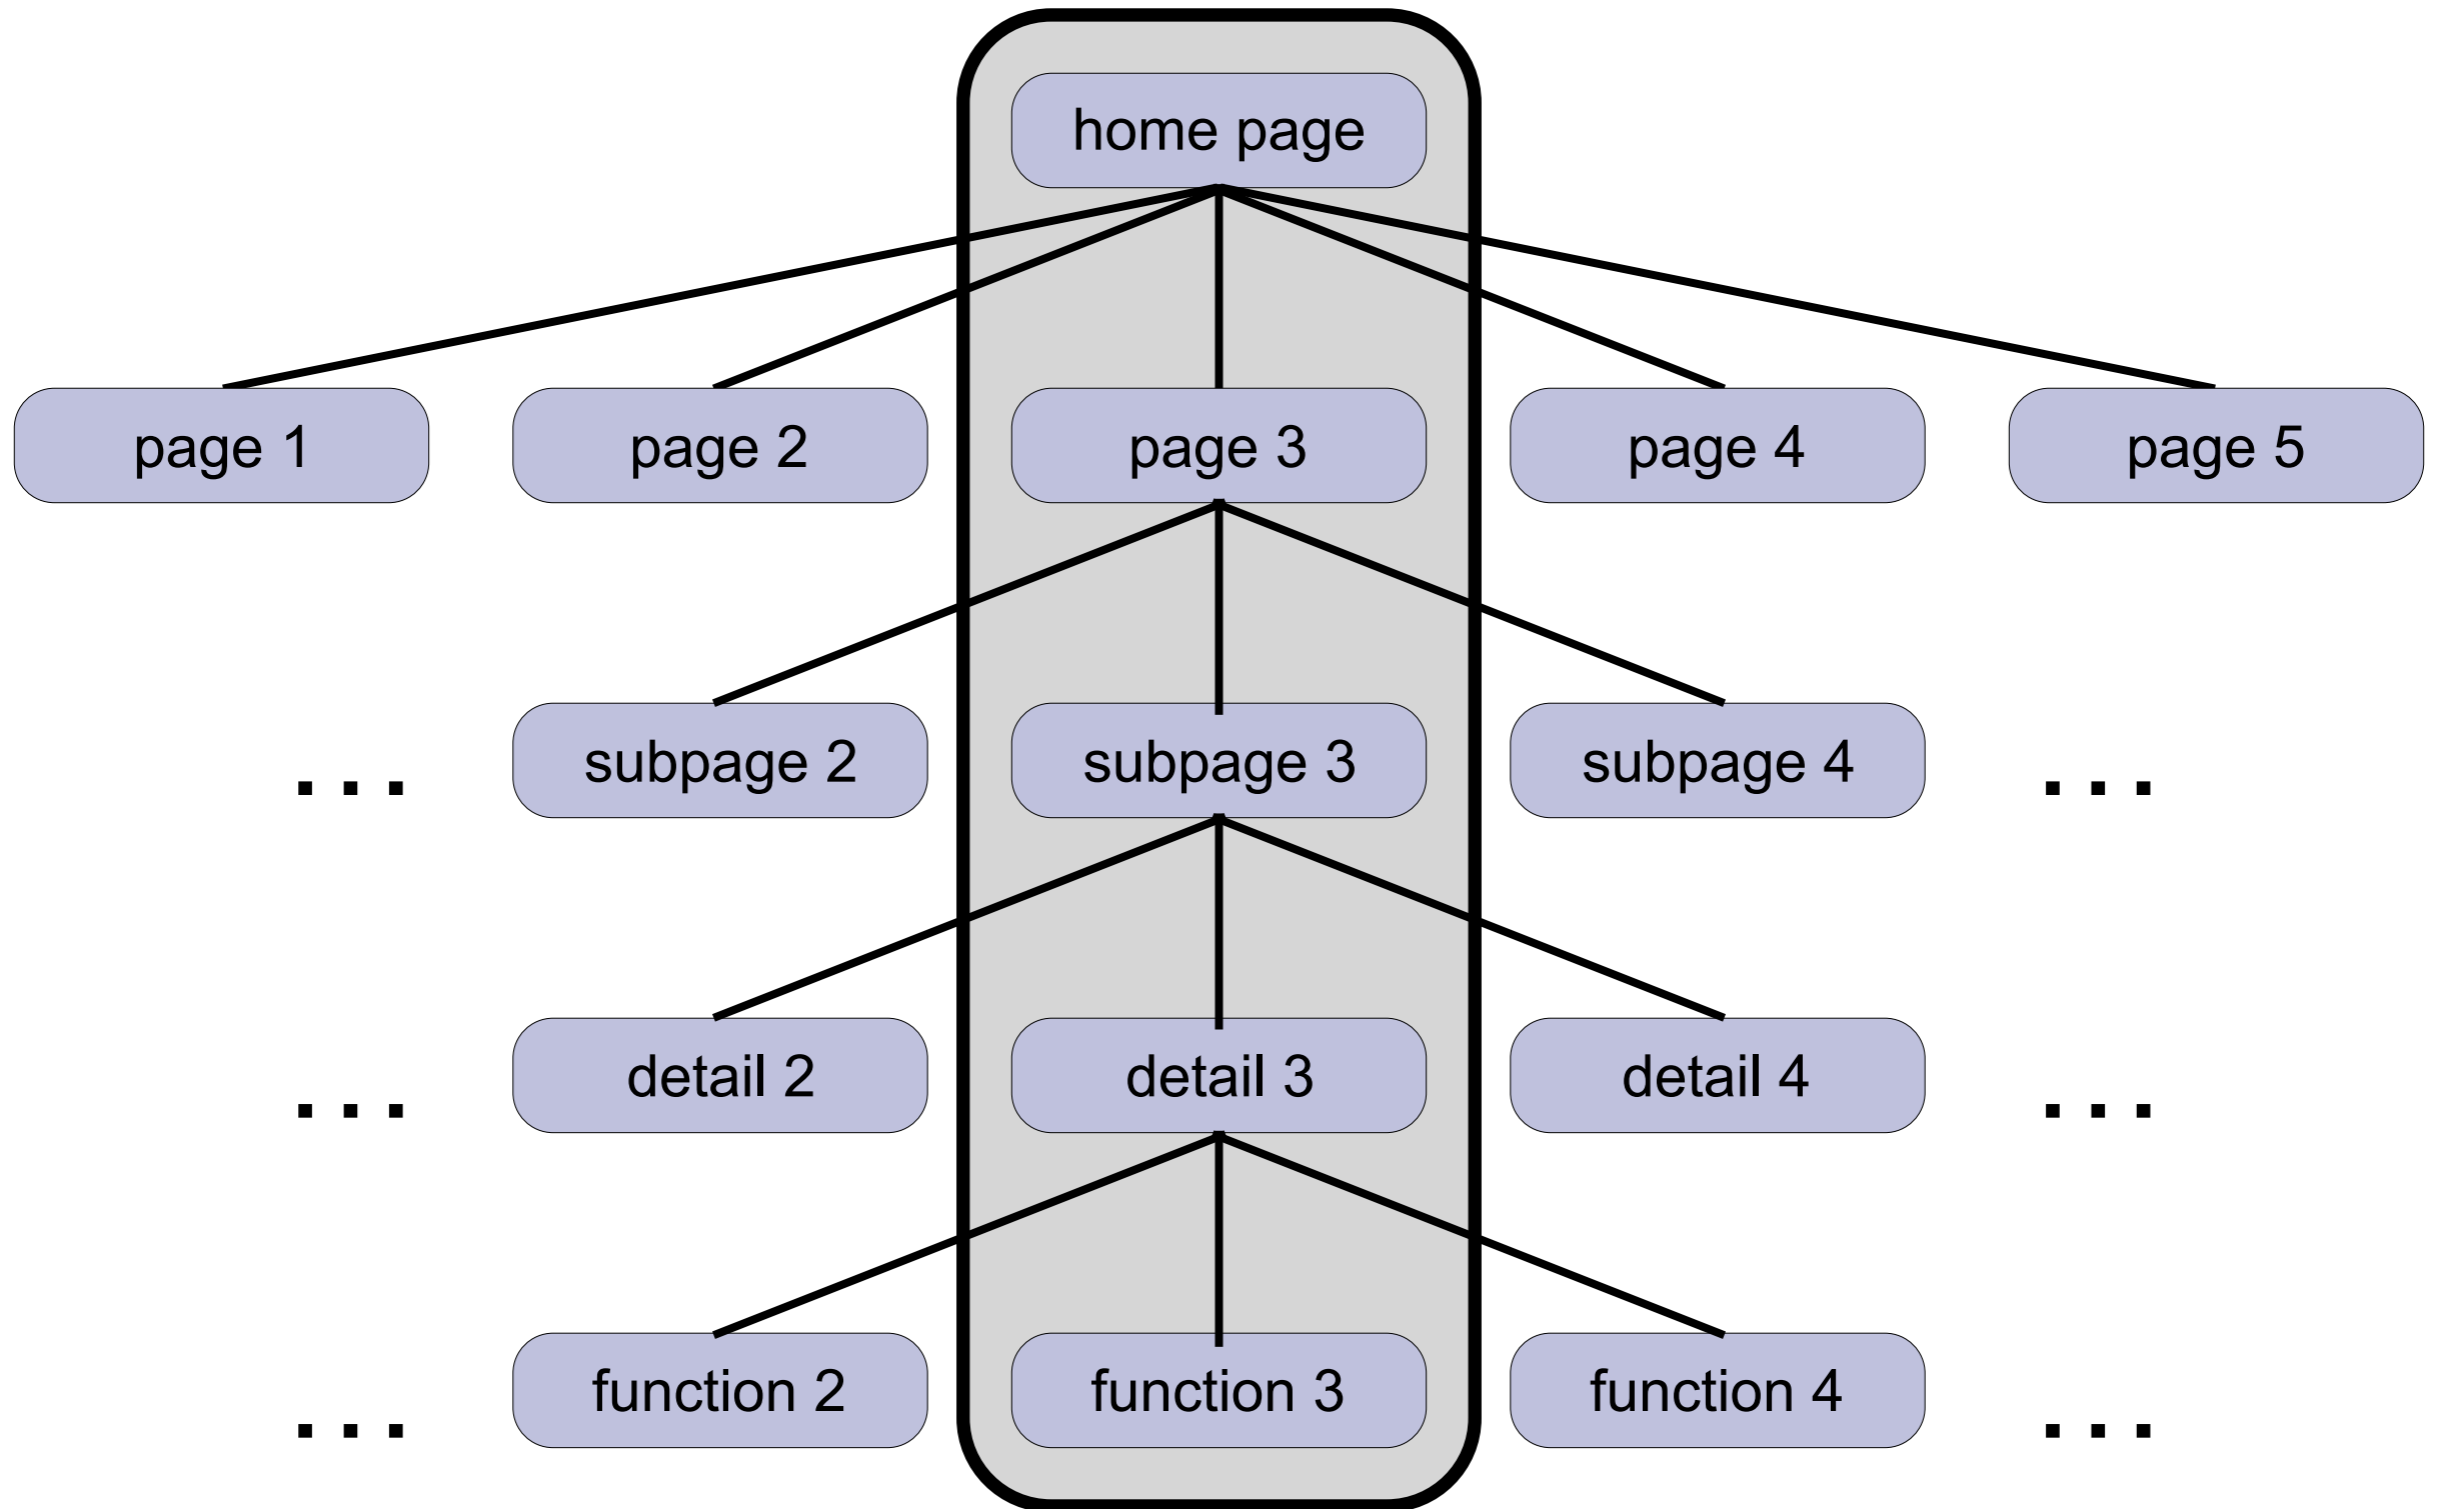 home page
page 1 page 2 page 3 page 4 page 5
... subpage 2 subpage 3 subpage 4 ...
... detail 2 detail 3 detail 4 ...
... function 2 function 3 function 4 ...